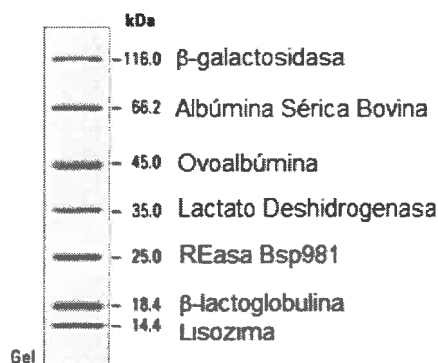 kDa
116.0 β-galactosidasa
66.2 Albúmina Sérica Bovina
45.0 Ovoalbúmina
35.0 Lactato Deshidrogenasa
25.0 REasa Bsp981
18.4 β-lactoglobulina
14.4 Lisozima
Gel